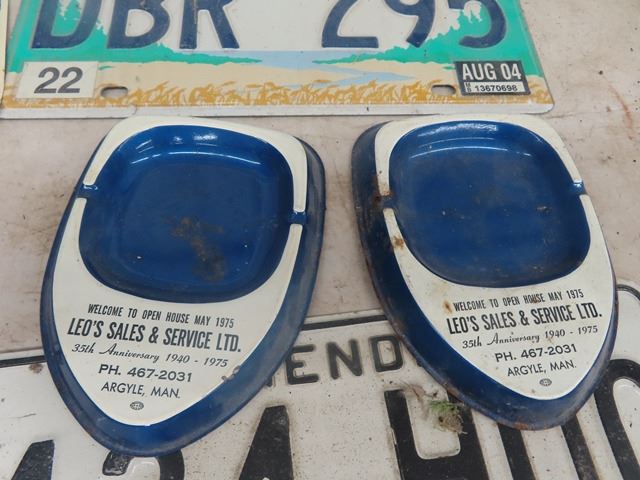 DBR 295
22
AUG 04
MB 13670698
WELCOME TO OPEN HOUSE MAY 1975
LEO'S SALES & SERVICE LTD.
35th Anniversary 1940 - 1975
PH. 467-2031
ARGYLE, MAN.
WELCOME TO OPEN HOUSE MAY 1975
LEO'S SALES & SERVICE LTD.
35th Anniversary 1940 - 1975
PH. 467-2031
ARGYLE, MAN.